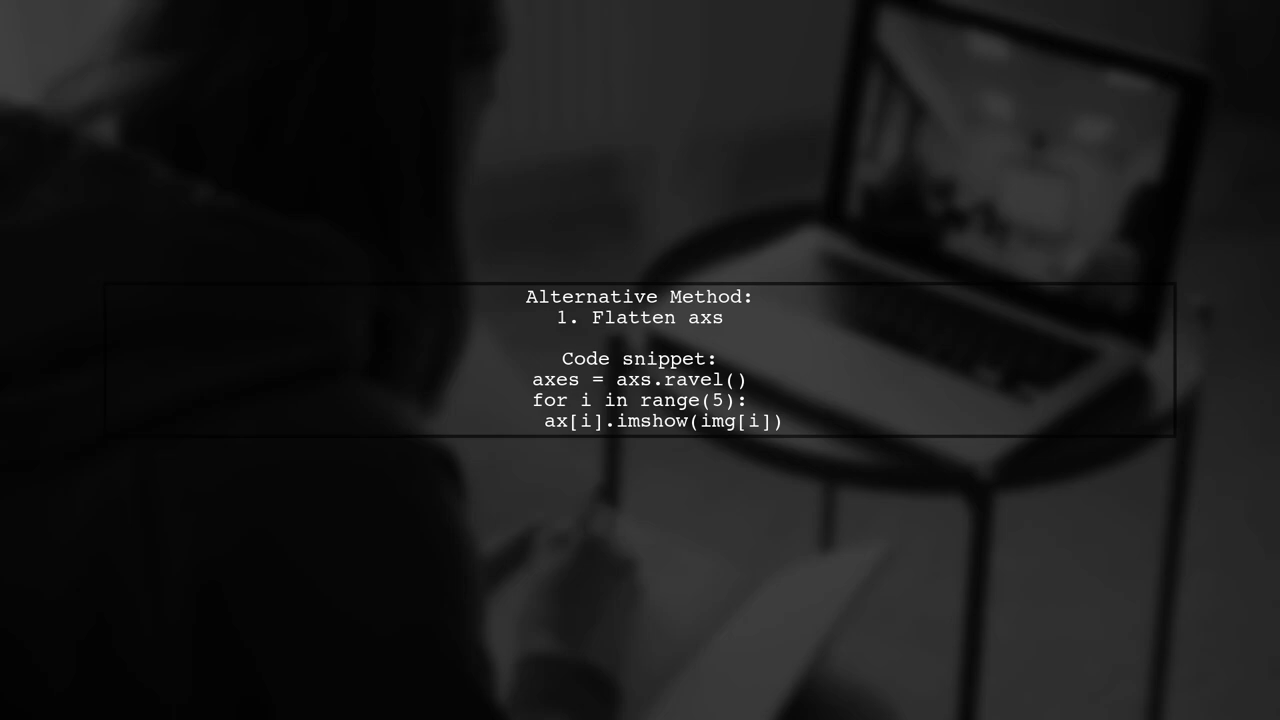 Alternative Method:
1. Flatten axs
Code snippet:
axes = axs.ravel()
for i in range(5):
ax[i].imshow(img[i])